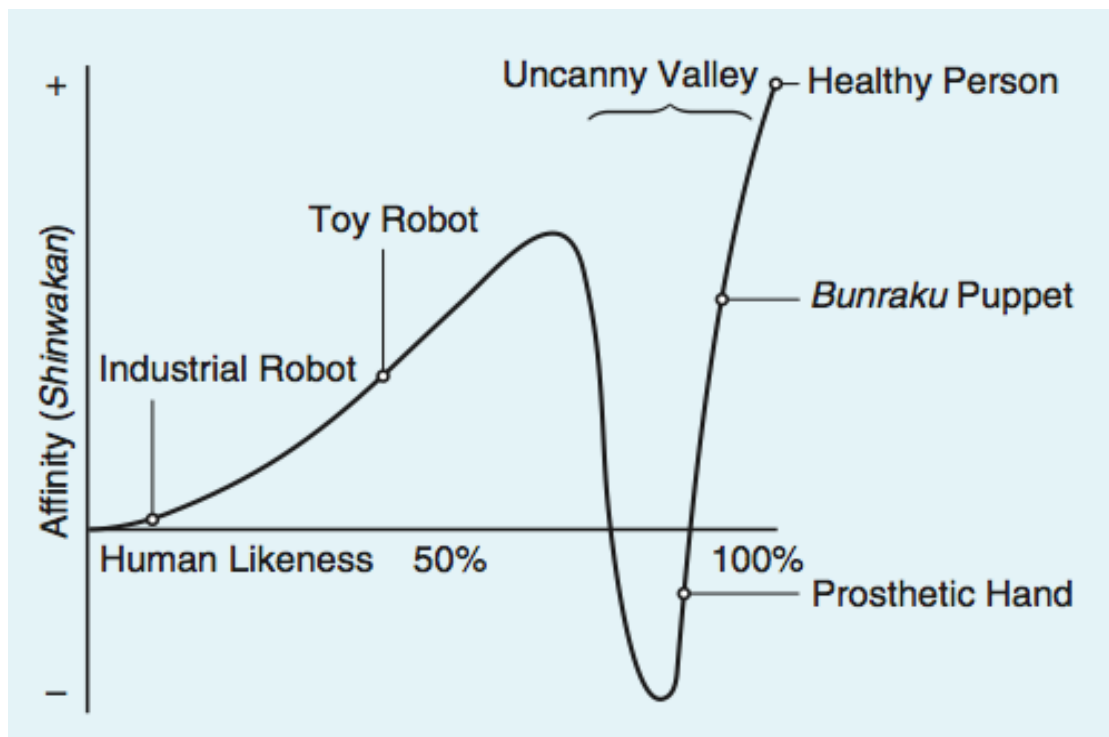 +
Uncanny Valley
Healthy Person
Toy Robot
Bunraku Puppet
Industrial Robot
Affinity (Shinwakan)
Human Likeness 50% 100%
Prosthetic Hand
–